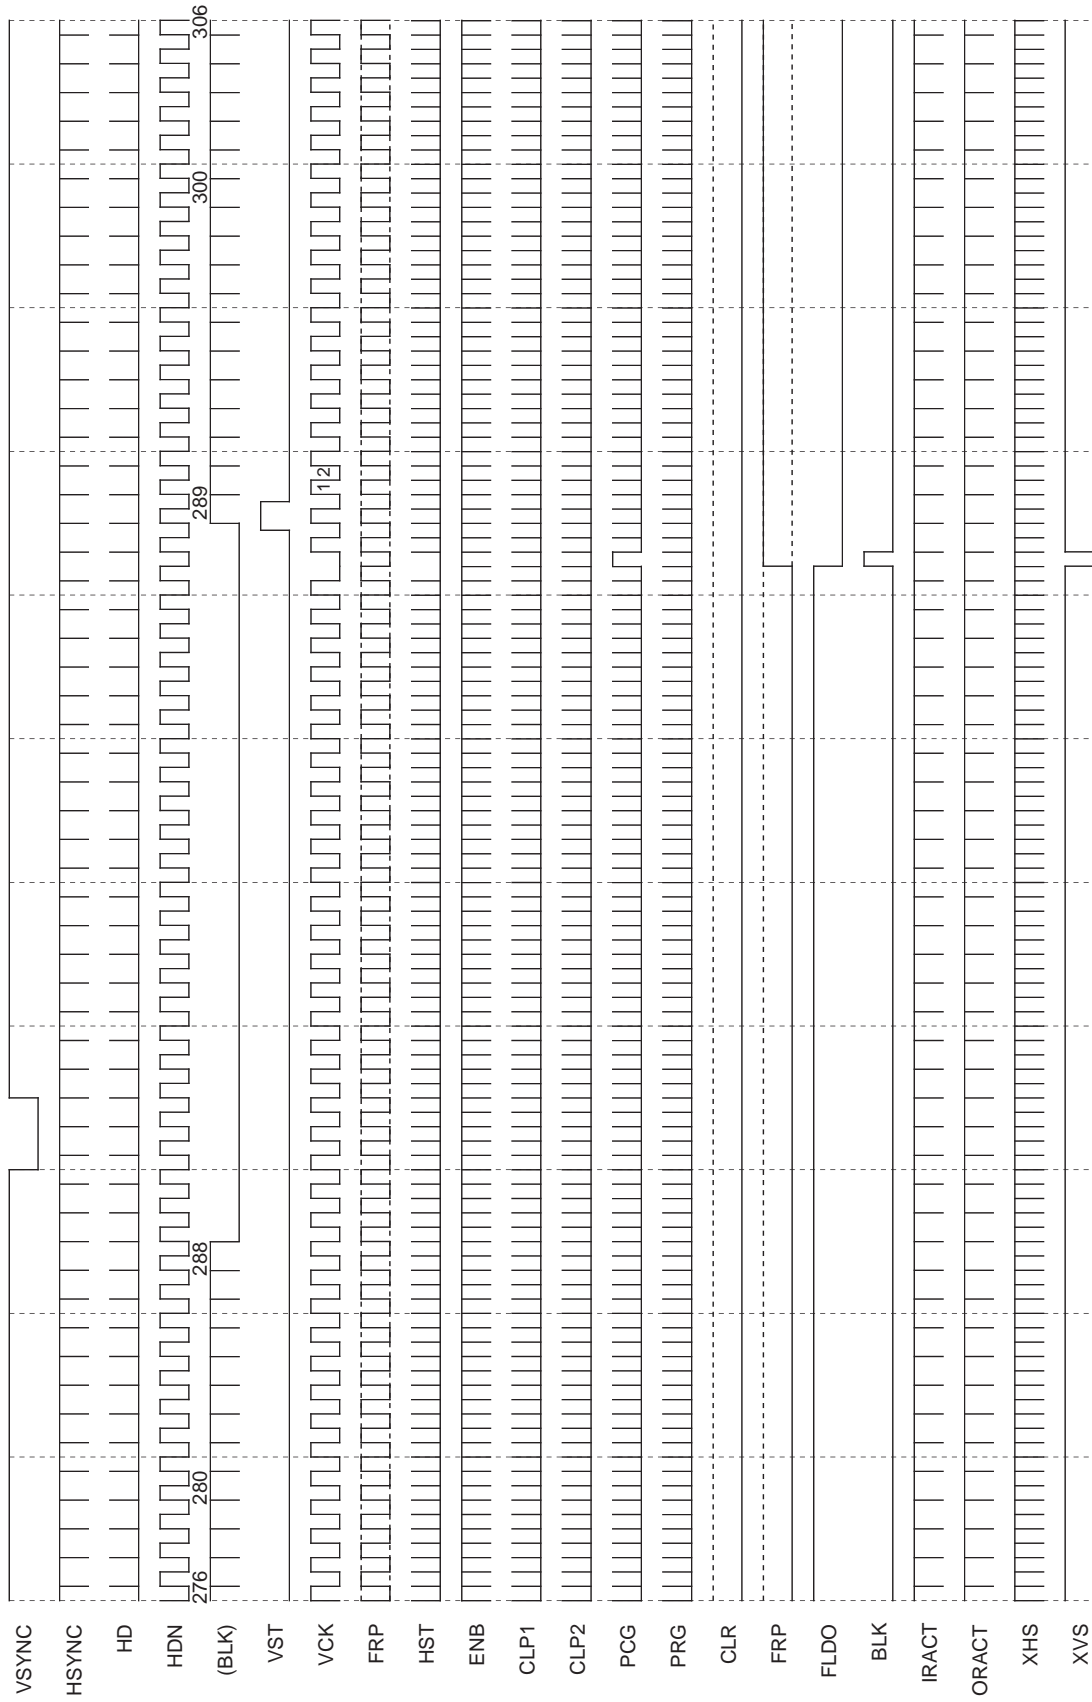 VSYNC
HSYNC
HD
HDN
(BLK) 276 280 288 289 300 306
VST
VCK 1 2
FRP
HST
ENB
CLP1
CLP2
PCG
PRG
CLR
FRP
FLDO
BLK
IRACT
ORACT
XHS
XVS